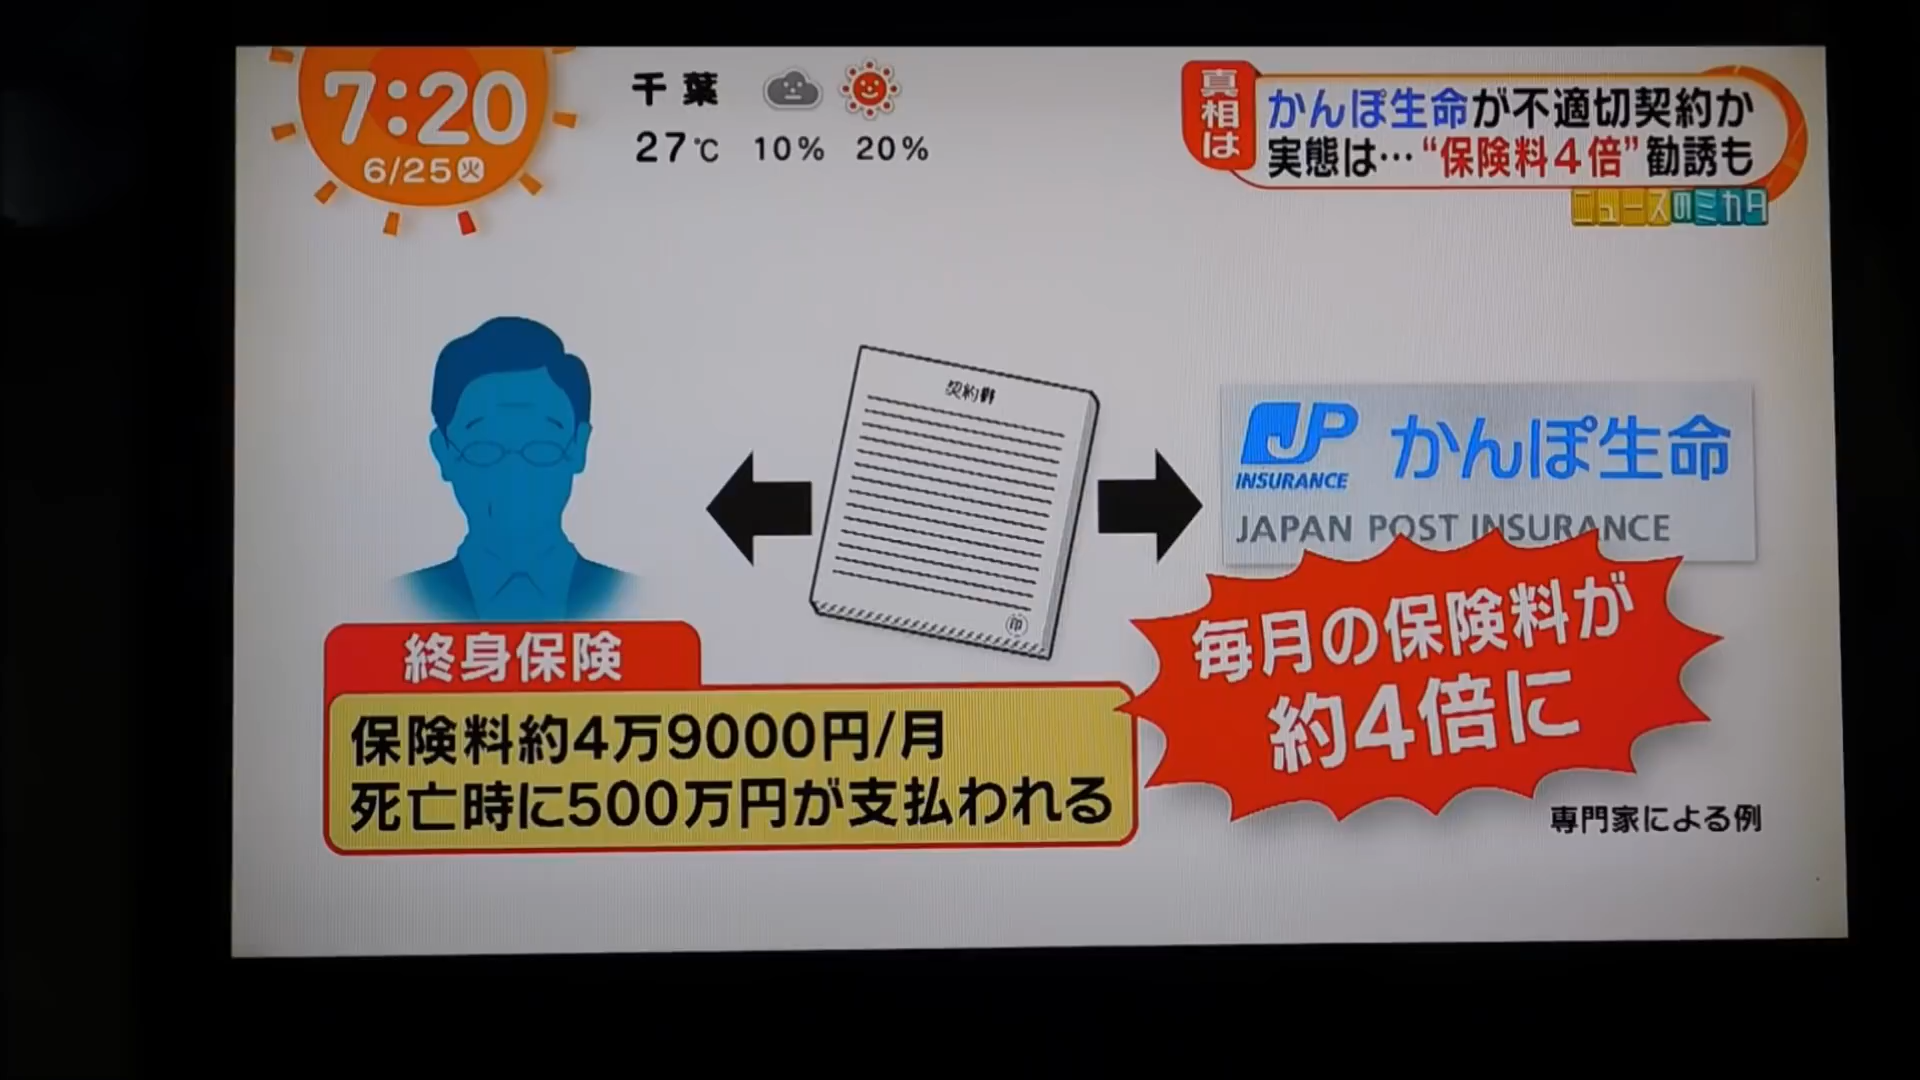 7:20
6/25火
千葉
27℃ 10% 20%
真相は
かんぽ生命が不適切契約か
実態は…“保険料4倍”勧誘も
ニュースのミカタ
契約書
印
JP INSURANCE かんぽ生命
JAPAN POST INSURANCE
毎月の保険料が
約4倍に
終身保険
保険料約4万9000円/月
死亡時に500万円が支払われる
専門家による例